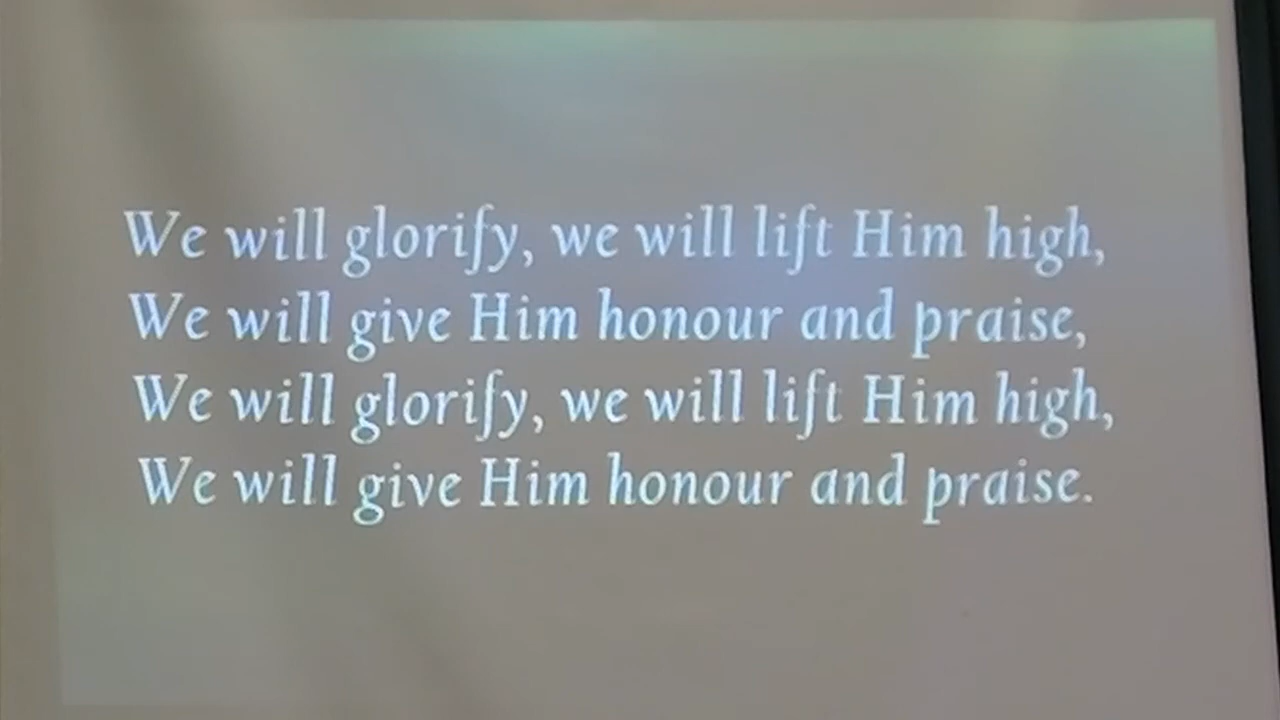 We will glorify, we will lift Him high,
We will give Him honour and praise,
We will glorify, we will lift Him high,
We will give Him honour and praise.